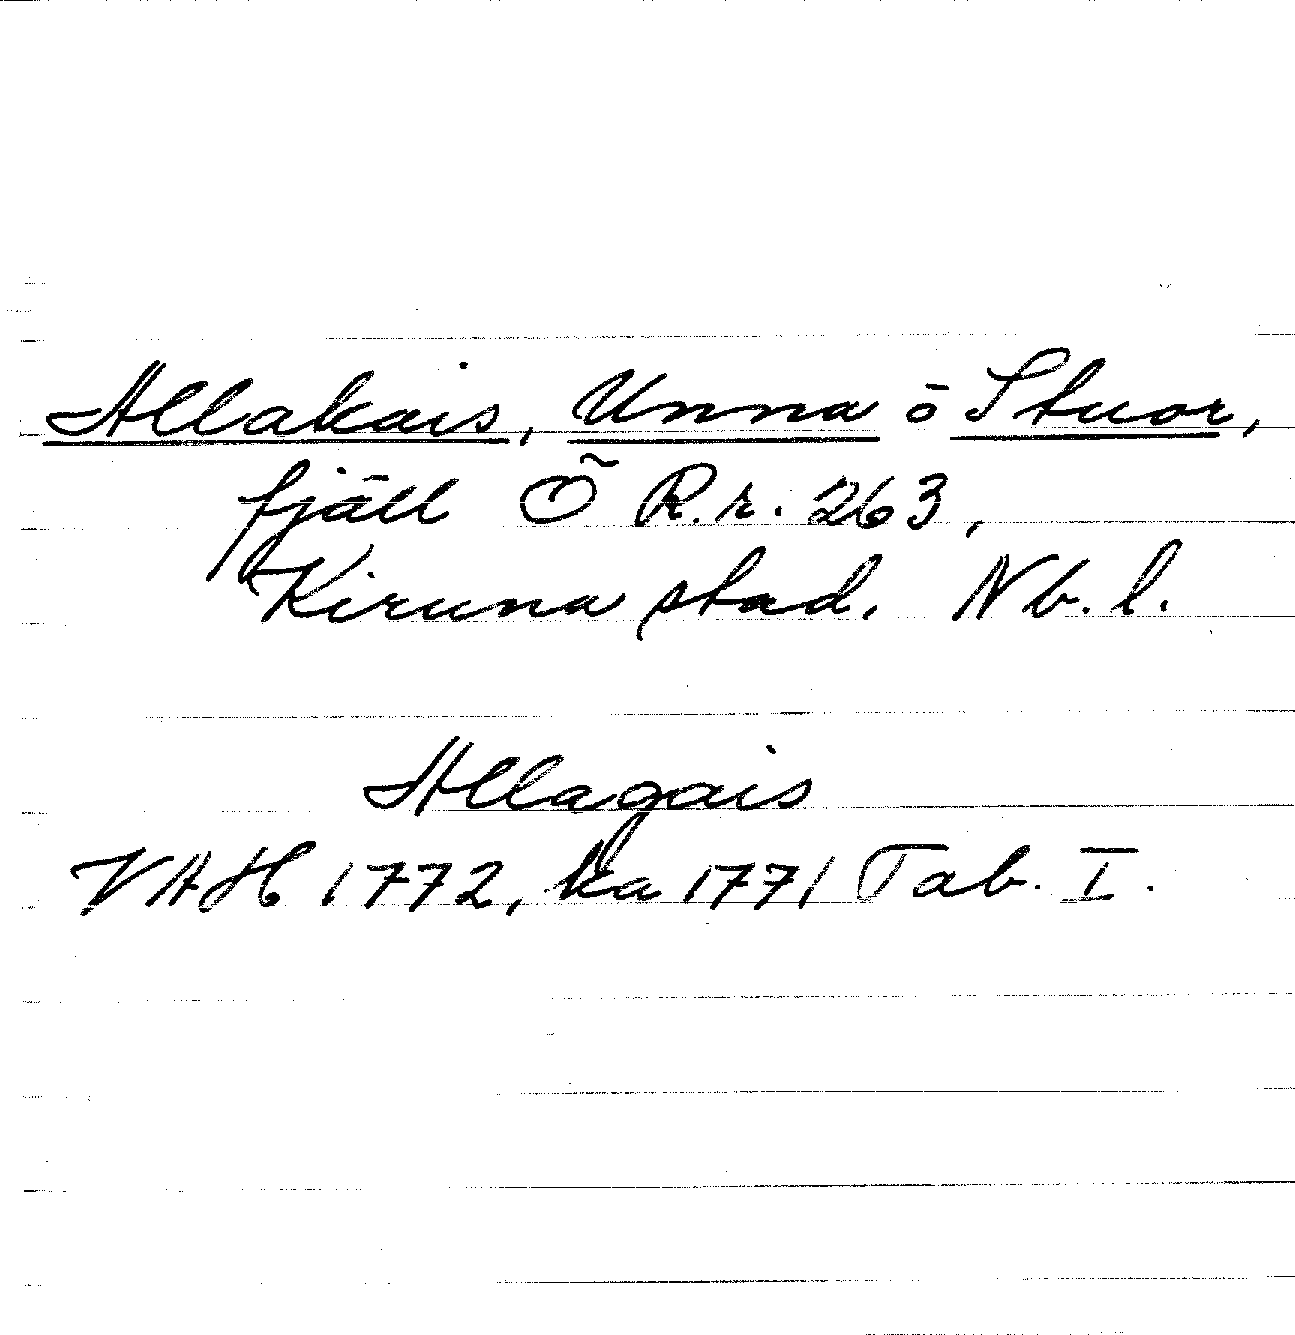 Allakais, Unna o Stuor,
fjäll Ö R.r. 263,
Kiruna stad. Nb. l.
Allagais
VAH 1772, ka 1771 Tab. I.